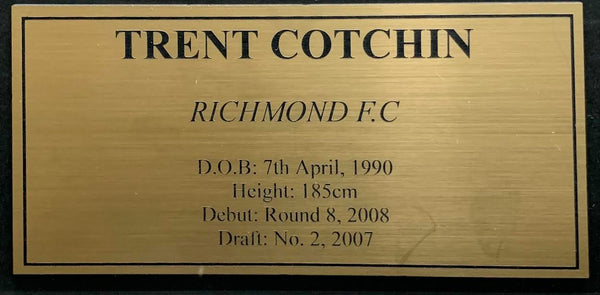 TRENT COTCHIN
RICHMOND F.C
D.O.B: 7th April, 1990
Height: 185cm
Debut: Round 8, 2008
Draft: No. 2, 2007